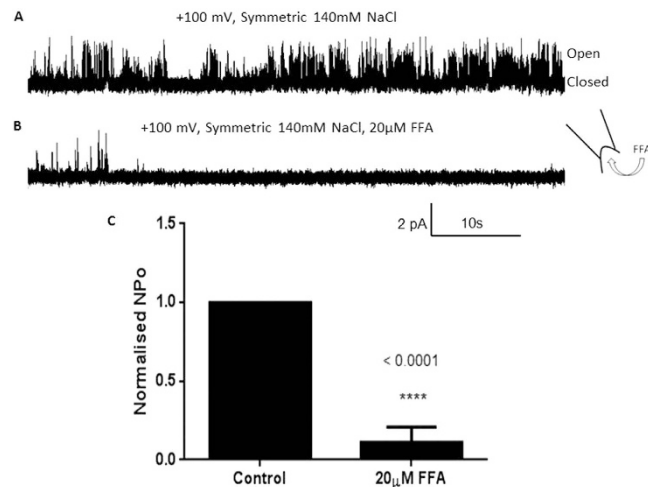 A
+100 mV, Symmetric 140mM NaCl
Open
Closed
B
+100 mV, Symmetric 140mM NaCl, 20µM FFA
FFA
C
2 pA
10s
Normalised NPo
1.5
1.0
0.5
0.0
< 0.0001
****
Control
20µM FFA